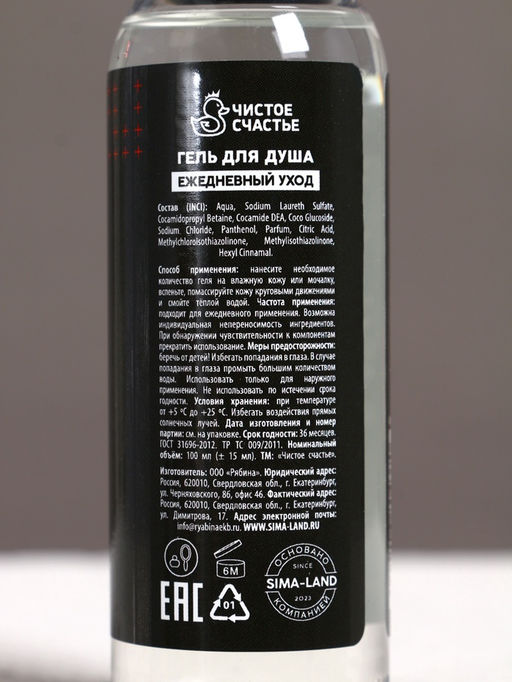 ЧИСТОЕ
СЧАСТЬЕ
ГЕЛЬ ДЛЯ ДУША
ЕЖЕДНЕВНЫЙ УХОД
Состав (INCI): Aqua, Sodium Laureth Sulfate,
Cocamidopropyl Betaine, Cocamide DEA, Coco Glucoside,
Sodium Chloride, Panthenol, Parfum, Citric Acid,
Methylchloroisothiazolinone, Methylisothiazolinone,
Hexyl Cinnamal.
Способ применения: нанесите необходимое
количество геля на влажную кожу или мочалку,
вспеньте, помассируйте кожу круговыми движениями
и смойте тёплой водой. Частота применения:
подходит для ежедневного применения. Возможна
индивидуальная непереносимость ингредиентов.
При обнаружении чувствительности к компонентам
прекратить использование. Меры предосторожности:
беречь от детей! Избегать попадания в глаза. В случае
попадания в глаза промыть большим количеством
воды. Использовать только для наружного
применения. Не использовать по истечении срока
годности. Условия хранения: при температуре
от +5 °C до +25 °C. Избегать воздействия прямых
солнечных лучей. Дата изготовления и номер
партии: см. на упаковке. Срок годности: 36 месяцев.
ГОСТ 31696-2012. ТР ТС 009/2011. Номинальный
объём: 100 мл (± 15 мл). ТМ: «Чистое счастье».
Изготовитель: ООО «Рябина». Юридический адрес:
Россия, 620010, Свердловская обл., г. Екатеринбург,
ул. Черняховского, 86, офис 46. Фактический адрес:
Россия, 620010, Свердловская обл., г. Екатеринбург,
ул. Димитрова, 17. Адрес электронной почты:
info@ryabinaekb.ru. WWW.SIMA-LAND.RU
6М
EAC
01
ОСНОВАНО
SINCE
SIMA-LAND
2023
КОМПАНИЕЙ